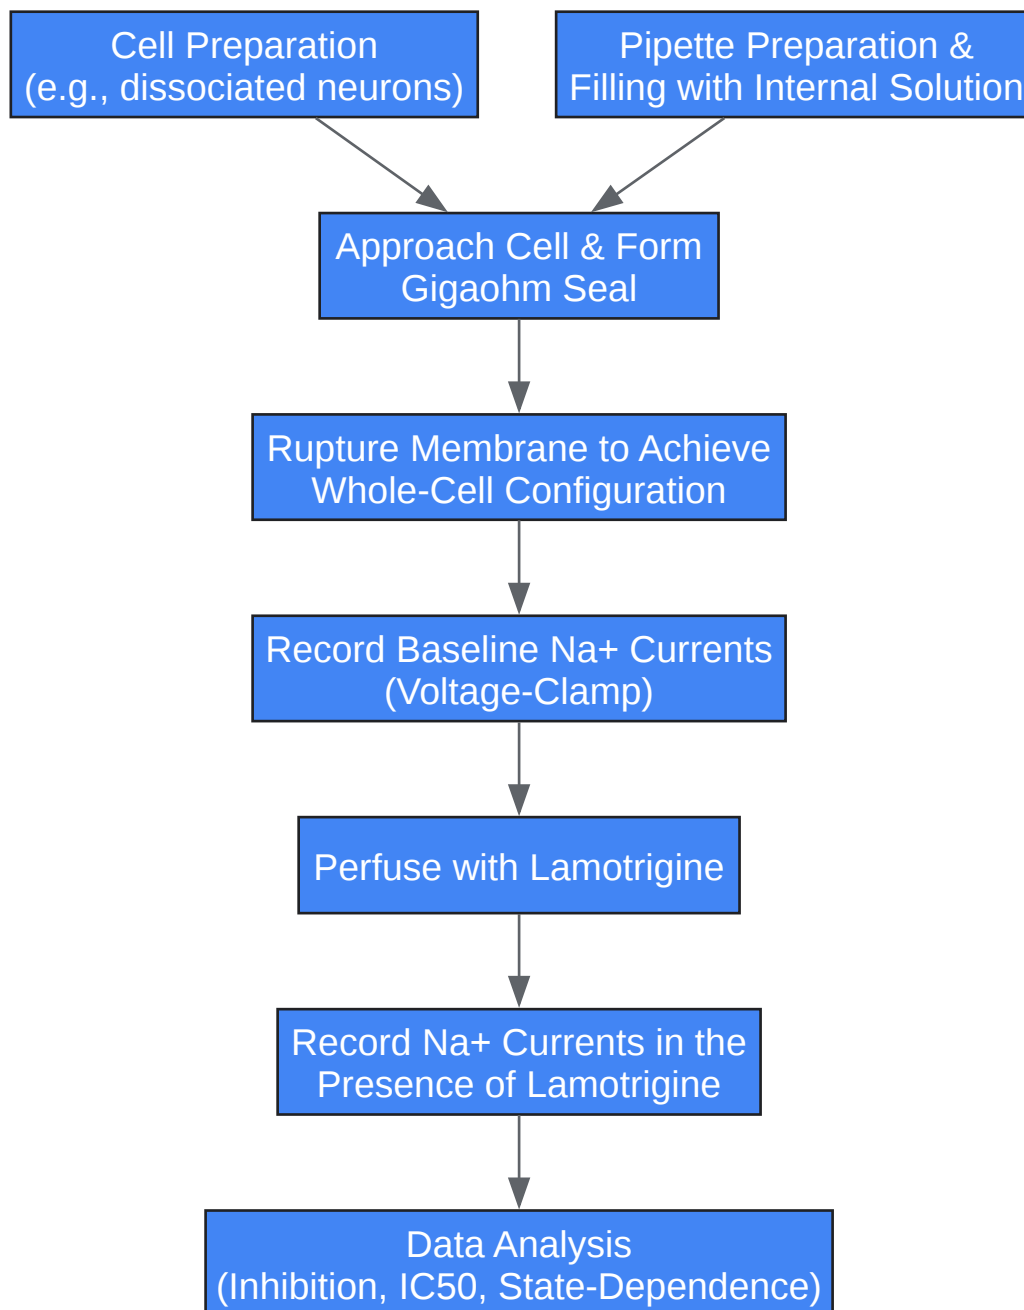 Cell Preparation
(e.g., dissociated neurons)
Pipette Preparation &
Filling with Internal Solution
Approach Cell & Form
Gigaohm Seal
Rupture Membrane to Achieve
Whole-Cell Configuration
Record Baseline Na+ Currents
(Voltage-Clamp)
Perfuse with Lamotrigine
Record Na+ Currents in the
Presence of Lamotrigine
Data Analysis
(Inhibition, IC50, State-Dependence)